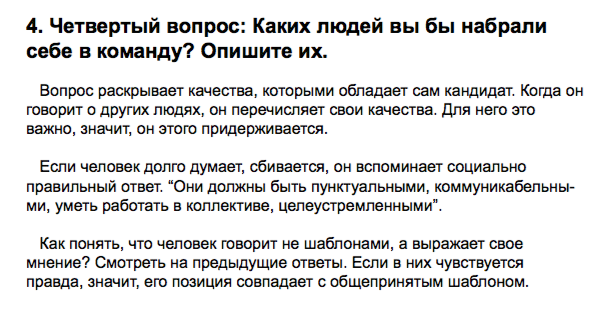 4. Четвертый вопрос: Каких людей вы бы набрали
себе в команду? Опишите их.
Вопрос раскрывает качества, которыми обладает сам кандидат. Когда он
говорит о других людях, он перечисляет свои качества. Для него это
важно, значит, он этого придерживается.
Если человек долго думает, сбивается, он вспоминает социально
правильный ответ. “Они должны быть пунктуальными, коммуникабельны-
ми, уметь работать в коллективе, целеустремленными”.
Как понять, что человек говорит не шаблонами, а выражает свое
мнение? Смотреть на предыдущие ответы. Если в них чувствуется
правда, значит, его позиция совпадает с общепринятым шаблоном.